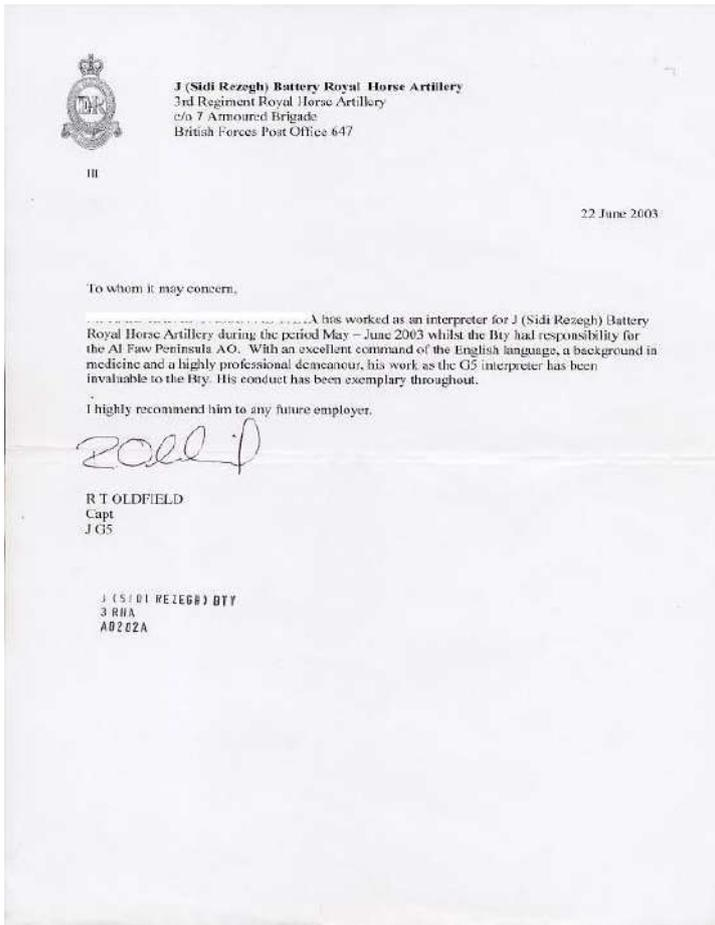 J (Sidi Rezegh) Battery Royal Horse Artillery
3rd Regiment Royal Horse Artillery
c/o 7 Armoured Brigade
British Forces Post Office 647
22 June 2003
To whom it may concern,
A has worked as an interpreter for J (Sidi Rezegh) Battery
Royal Horse Artillery during the period May – June 2003 whilst the Bty had responsibility for
the Al Faw Peninsula AO. With an excellent command of the English language, a background in
medicine and a highly professional demeanour, his work as the G5 interpreter has been
invaluable to the Bty. His conduct has been exemplary throughout.
I highly recommend him to any future employer.
R T OLDFIELD
Capt
J G5
J (SIDI REZEGH) BTY
3 RHA
A0202A